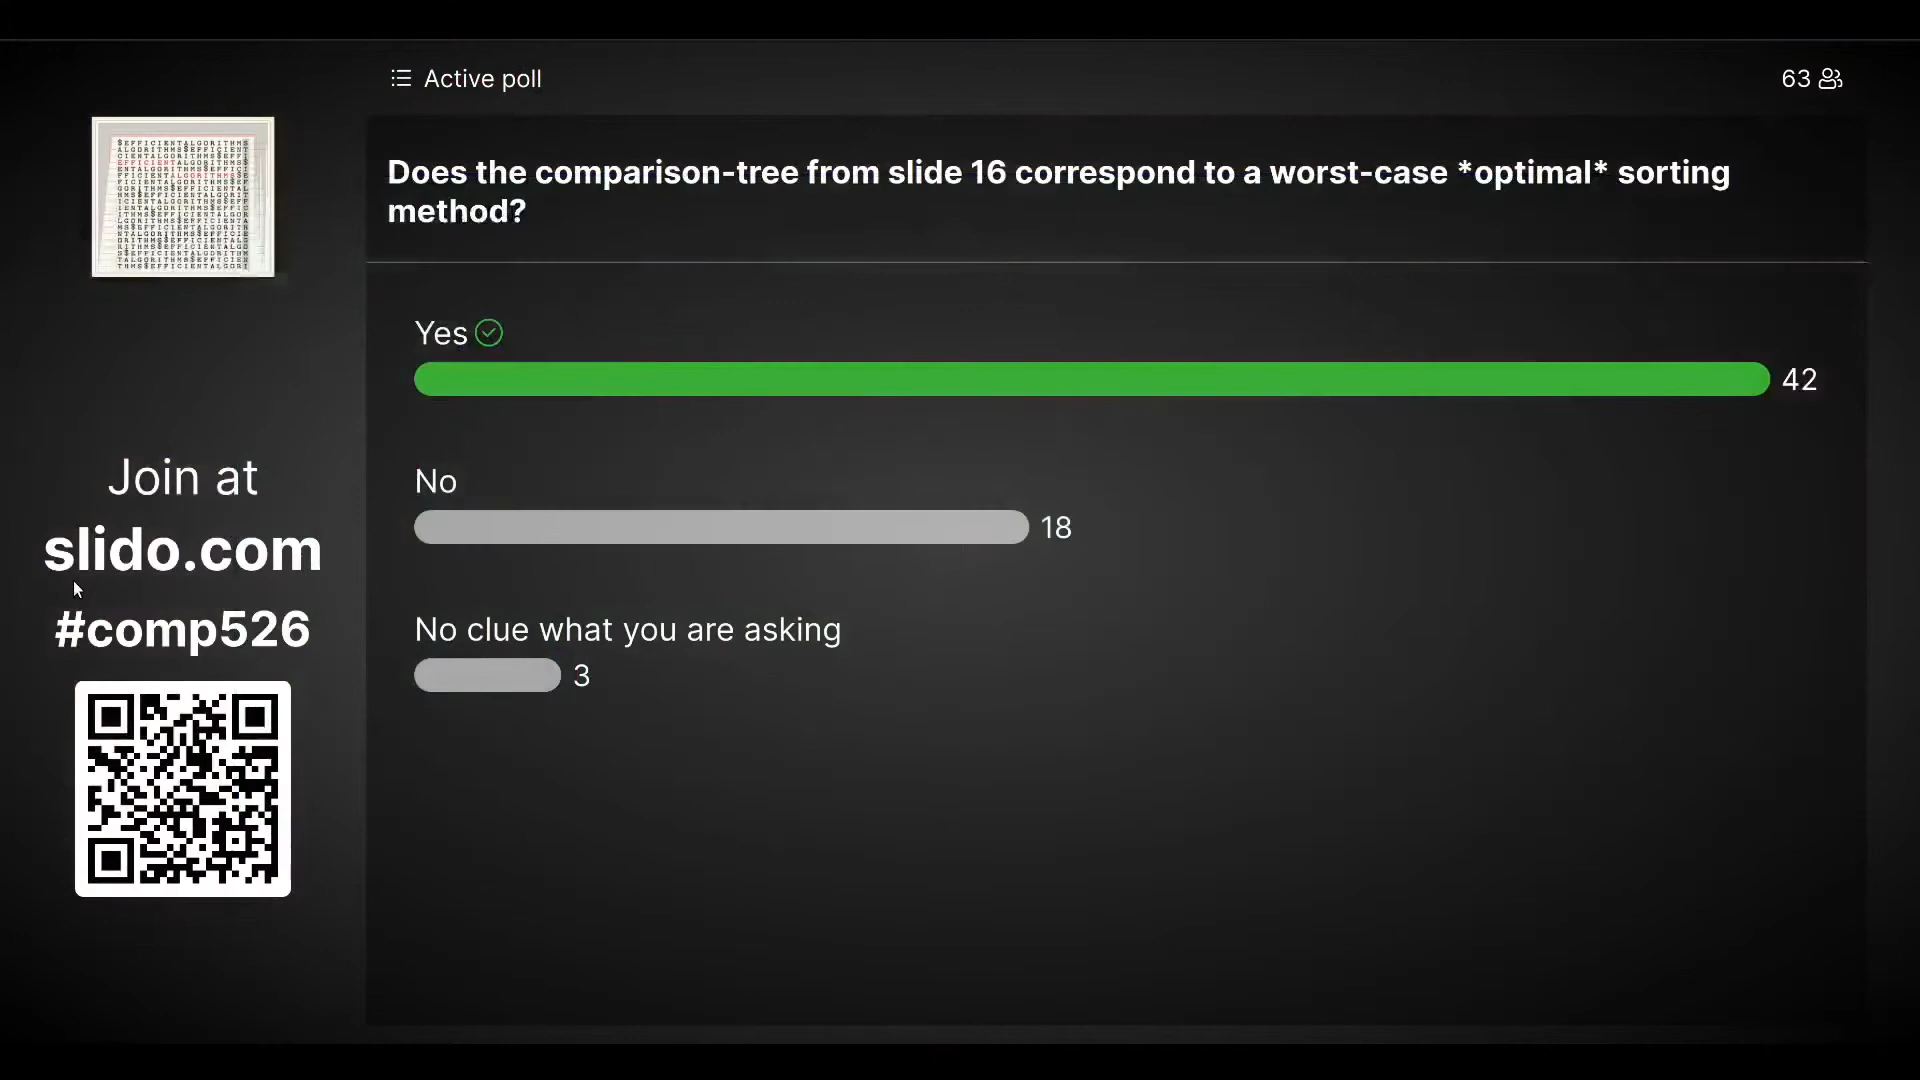 Active poll
63
Does the comparison-tree from slide 16 correspond to a worst-case *optimal* sorting
method?
Yes
42
No
18
No clue what you are asking
3
Join at
slido.com
#comp526